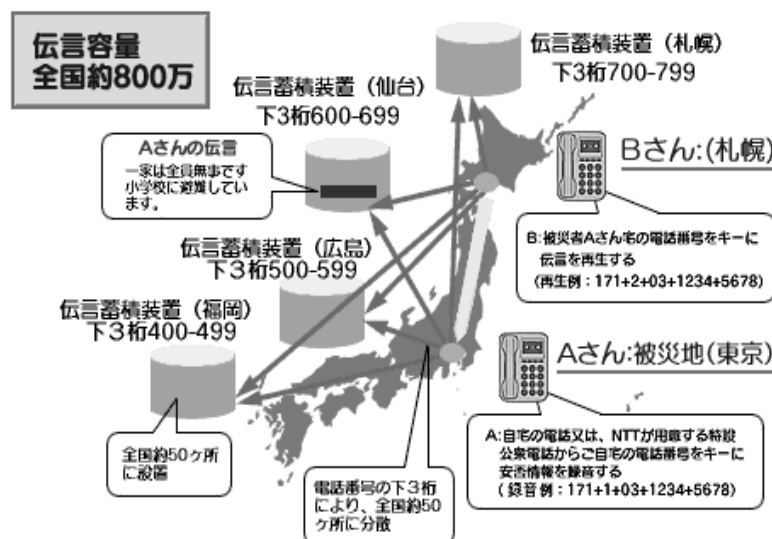 伝言容量
全国約800万
伝言蓄積装置（札幌）
下3桁700-799
伝言蓄積装置（仙台）
下3桁600-699
Aさんの伝言
一家は全員無事です
小学校に避難してい
ます。
Bさん:(札幌)
B:被災者Aさん宅の電話番号をキーに
伝言を再生する
(再生例：171+2+03+1234+5678)
伝言蓄積装置（広島）
下3桁500-599
伝言蓄積装置（福岡）
下3桁400-499
Aさん:被災地(東京)
A:自宅の電話又は、NTTが用意する特設
公衆電話からご自宅の電話番号をキーに
安否情報を録音する
(録音例：171+1+03+1234+5678)
全国約50ヶ所
に設置
電話番号の下3桁
により、全国約50
ヶ所に分散